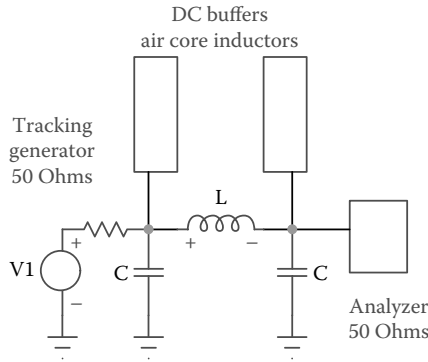 DC buffers
air core inductors
Tracking
generator
50 Ohms
L
+
+ −
V1
C
C
−
Analyzer
50 Ohms